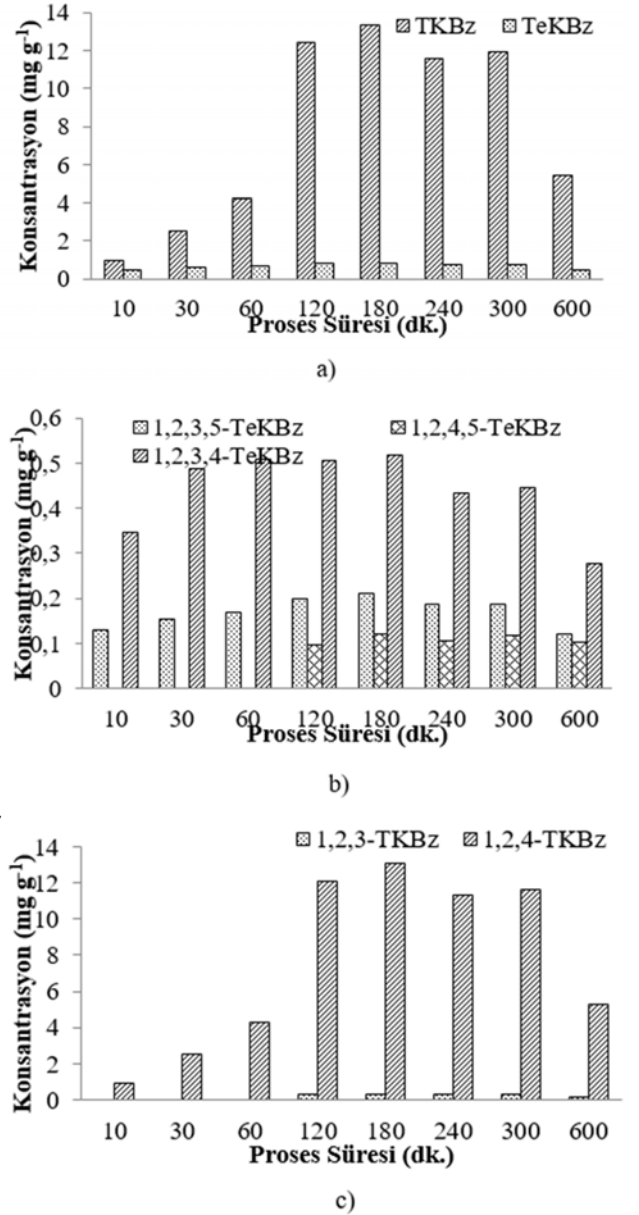 14
TKBz TeKBz
12
10
8
6
4
2
0
Konsantrasyon (mg g-1)
10 30 60 120 180 240 300 600
Proses Süresi (dk.)
a)
0,6
1,2,3,5-TeKBz 1,2,4,5-TeKBz
1,2,3,4-TeKBz
0,5
0,4
0,3
0,2
0,1
0
Konsantrasyon (mg g-1)
10 30 60 120 180 240 300 600
Proses Süresi (dk.)
b)
1,2,3-TKBz 1,2,4-TKBz
14
12
10
8
6
4
2
0
Konsantrasyon (mg g-1)
10 30 60 120 180 240 300 600
Proses Süresi (dk.)
c)